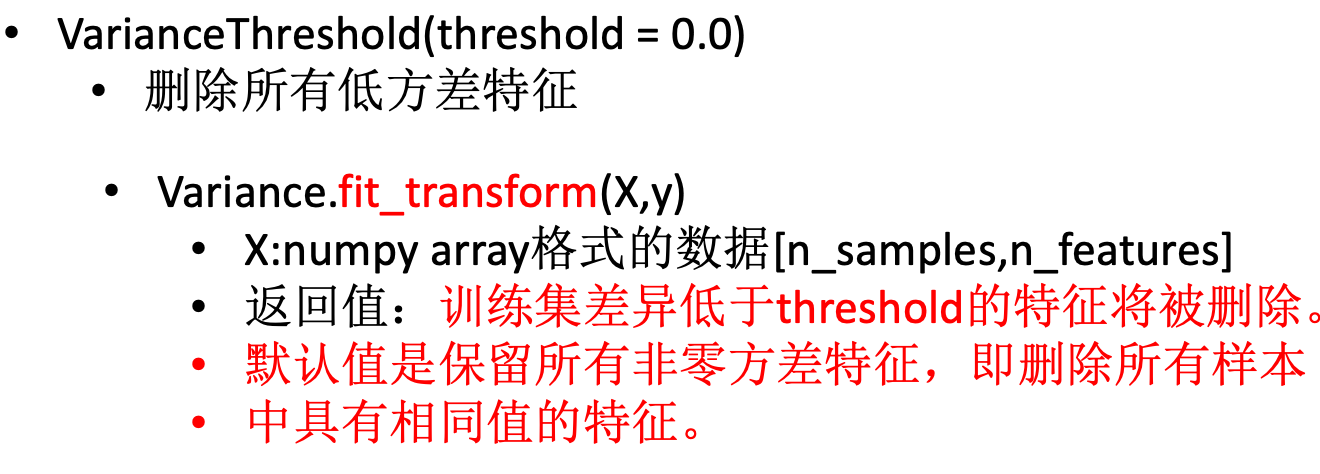 • VarianceThreshold(threshold = 0.0)
• 删除所有低方差特征
• Variance.fit_transform(X,y)
• X:numpy array格式的数据[n_samples,n_features]
• 返回值：训练集差异低于threshold的特征将被删除。
• 默认值是保留所有非零方差特征，即删除所有样本
• 中具有相同值的特征。